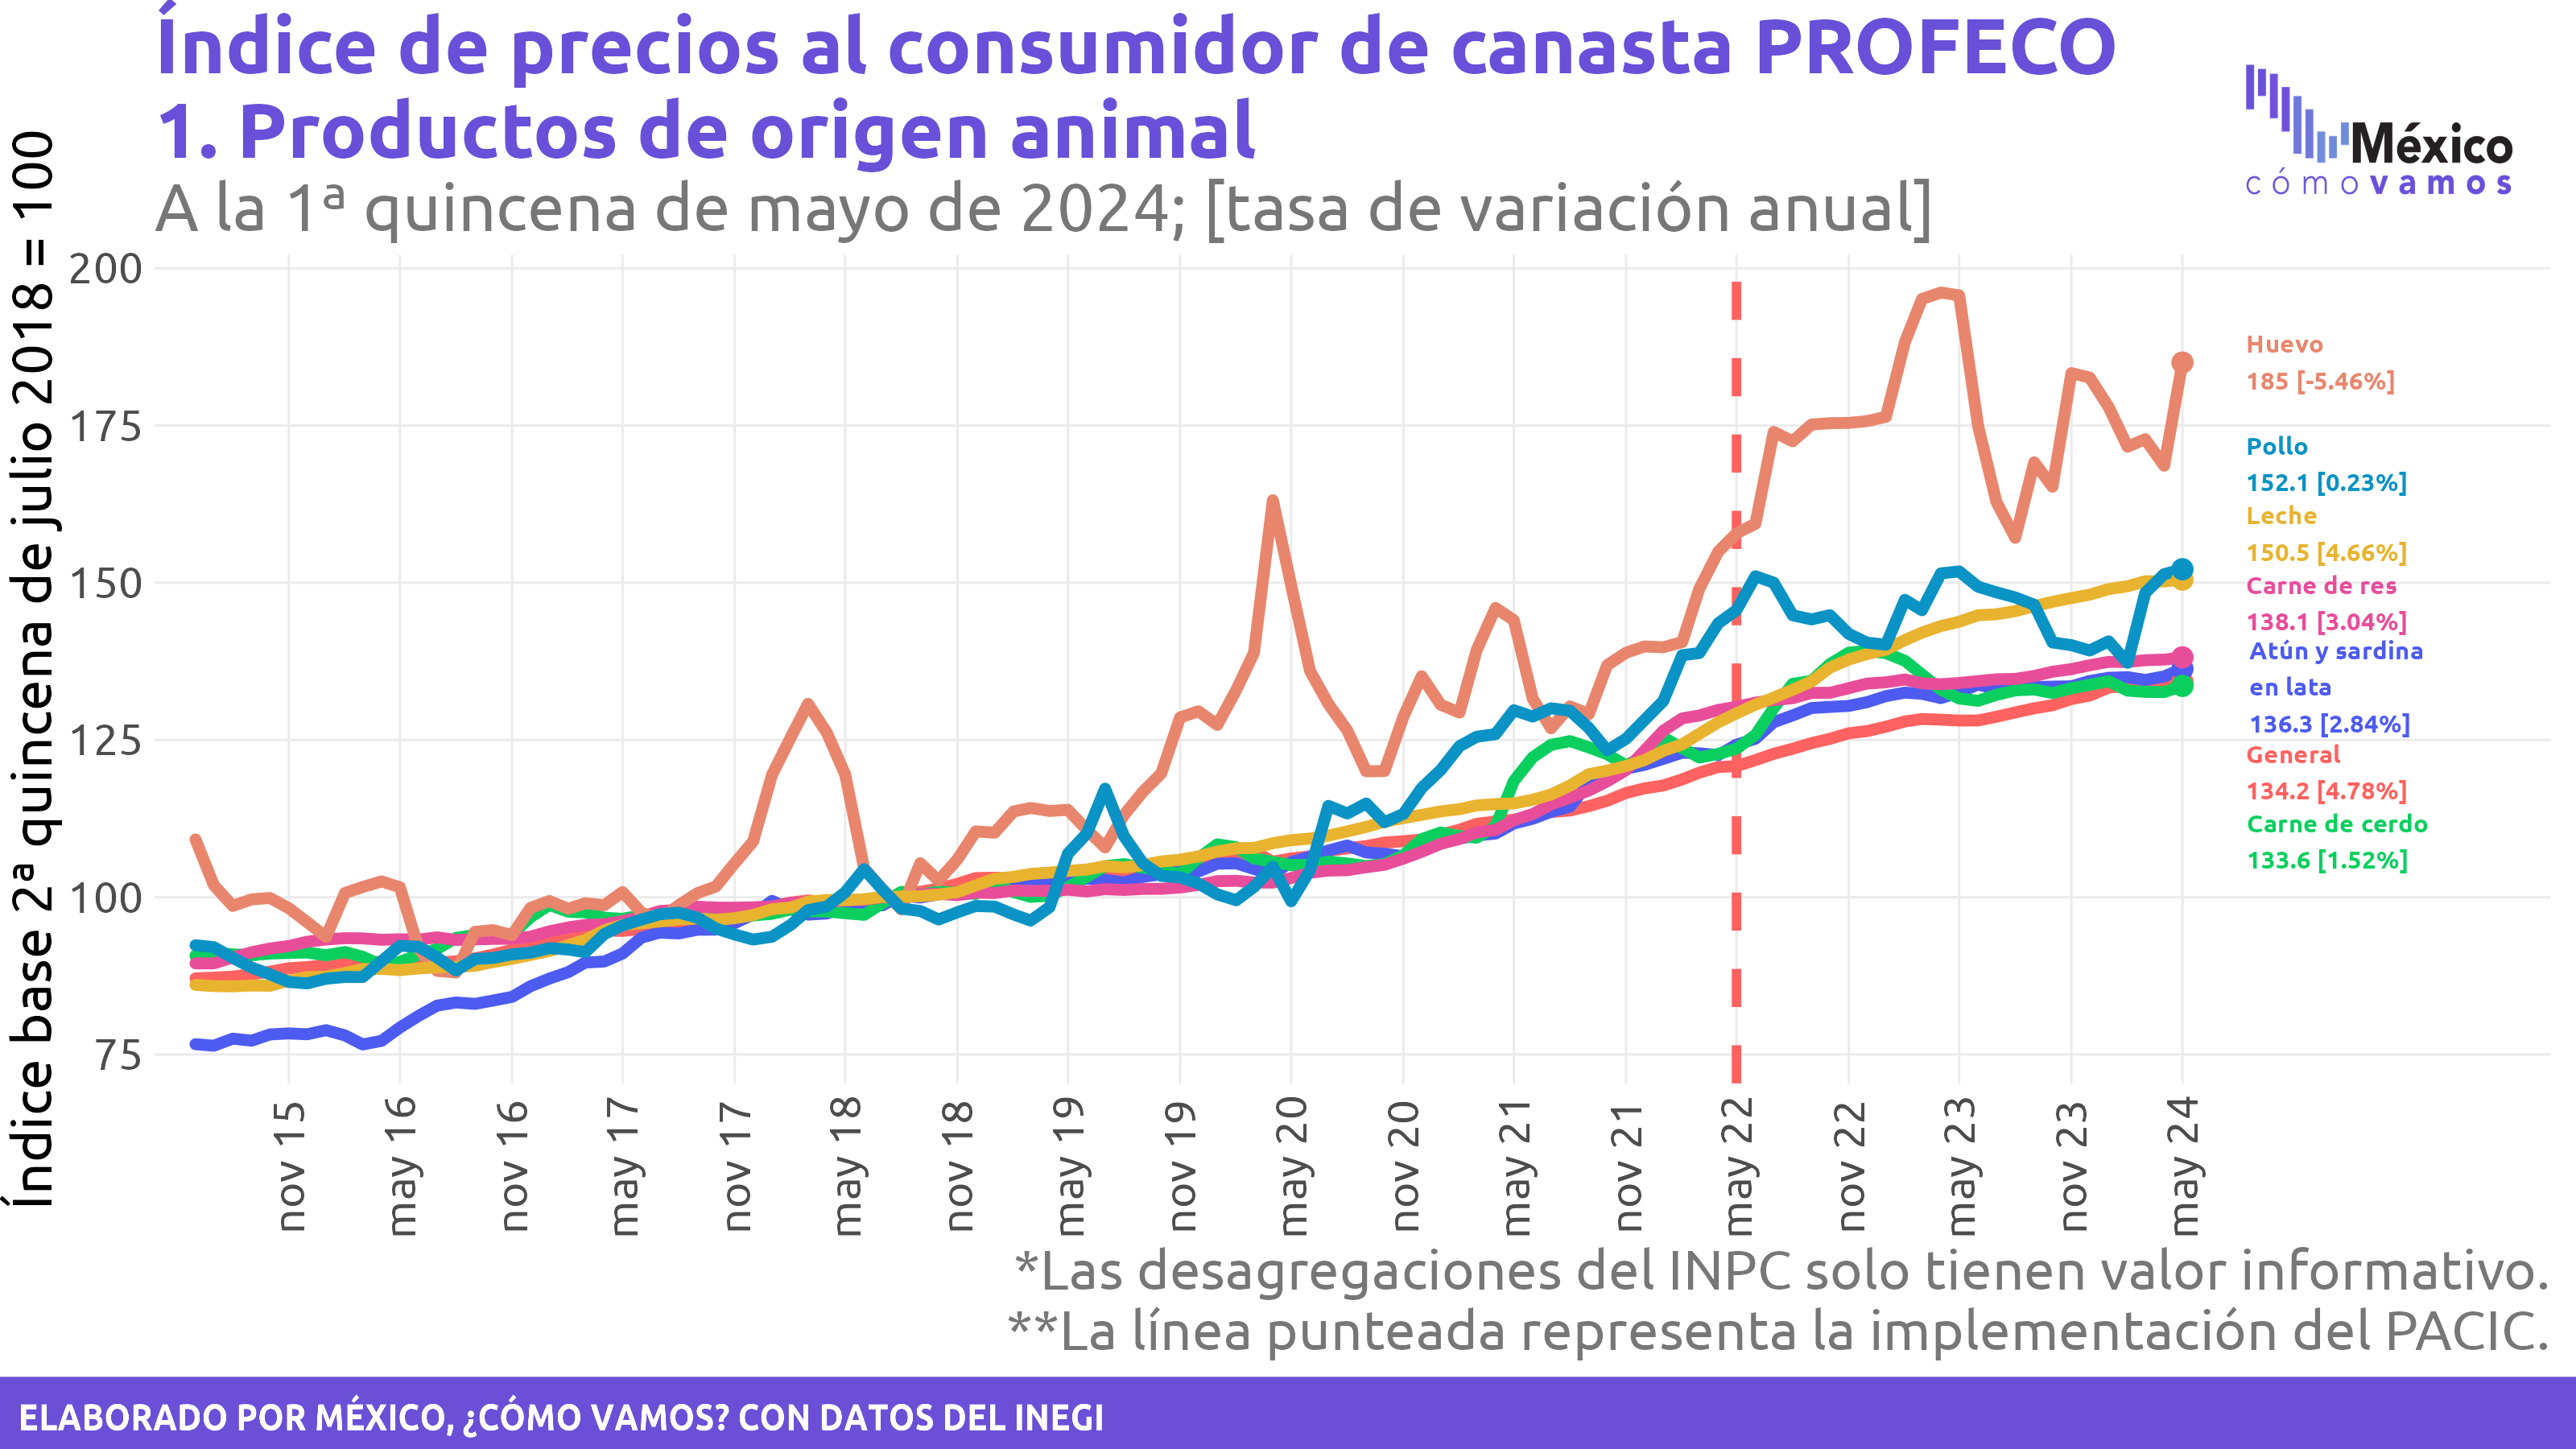 Índice de precios al consumidor de canasta PROFECO
1. Productos de origen animal
A la 1ª quincena de mayo de 2024; [tasa de variación anual]
México
cómo vamos
Índice base 2ª quincena de julio 2018 = 100
200
175
150
125
100
75
Huevo
185 [-5.46%]
Pollo
152.1 [0.23%]
Leche
150.5 [4.66%]
Carne de res
138.1 [3.04%]
Atún y sardina
en lata
136.3 [2.84%]
General
134.2 [4.78%]
Carne de cerdo
133.6 [1.52%]
nov 15
may 16
nov 16
may 17
nov 17
may 18
nov 18
may 19
nov 19
may 20
nov 20
may 21
nov 21
may 22
nov 22
may 23
nov 23
may 24
*Las desagregaciones del INPC solo tienen valor informativo.
**La línea punteada representa la implementación del PACIC.
ELABORADO POR MÉXICO, ¿CÓMO VAMOS? CON DATOS DEL INEGI